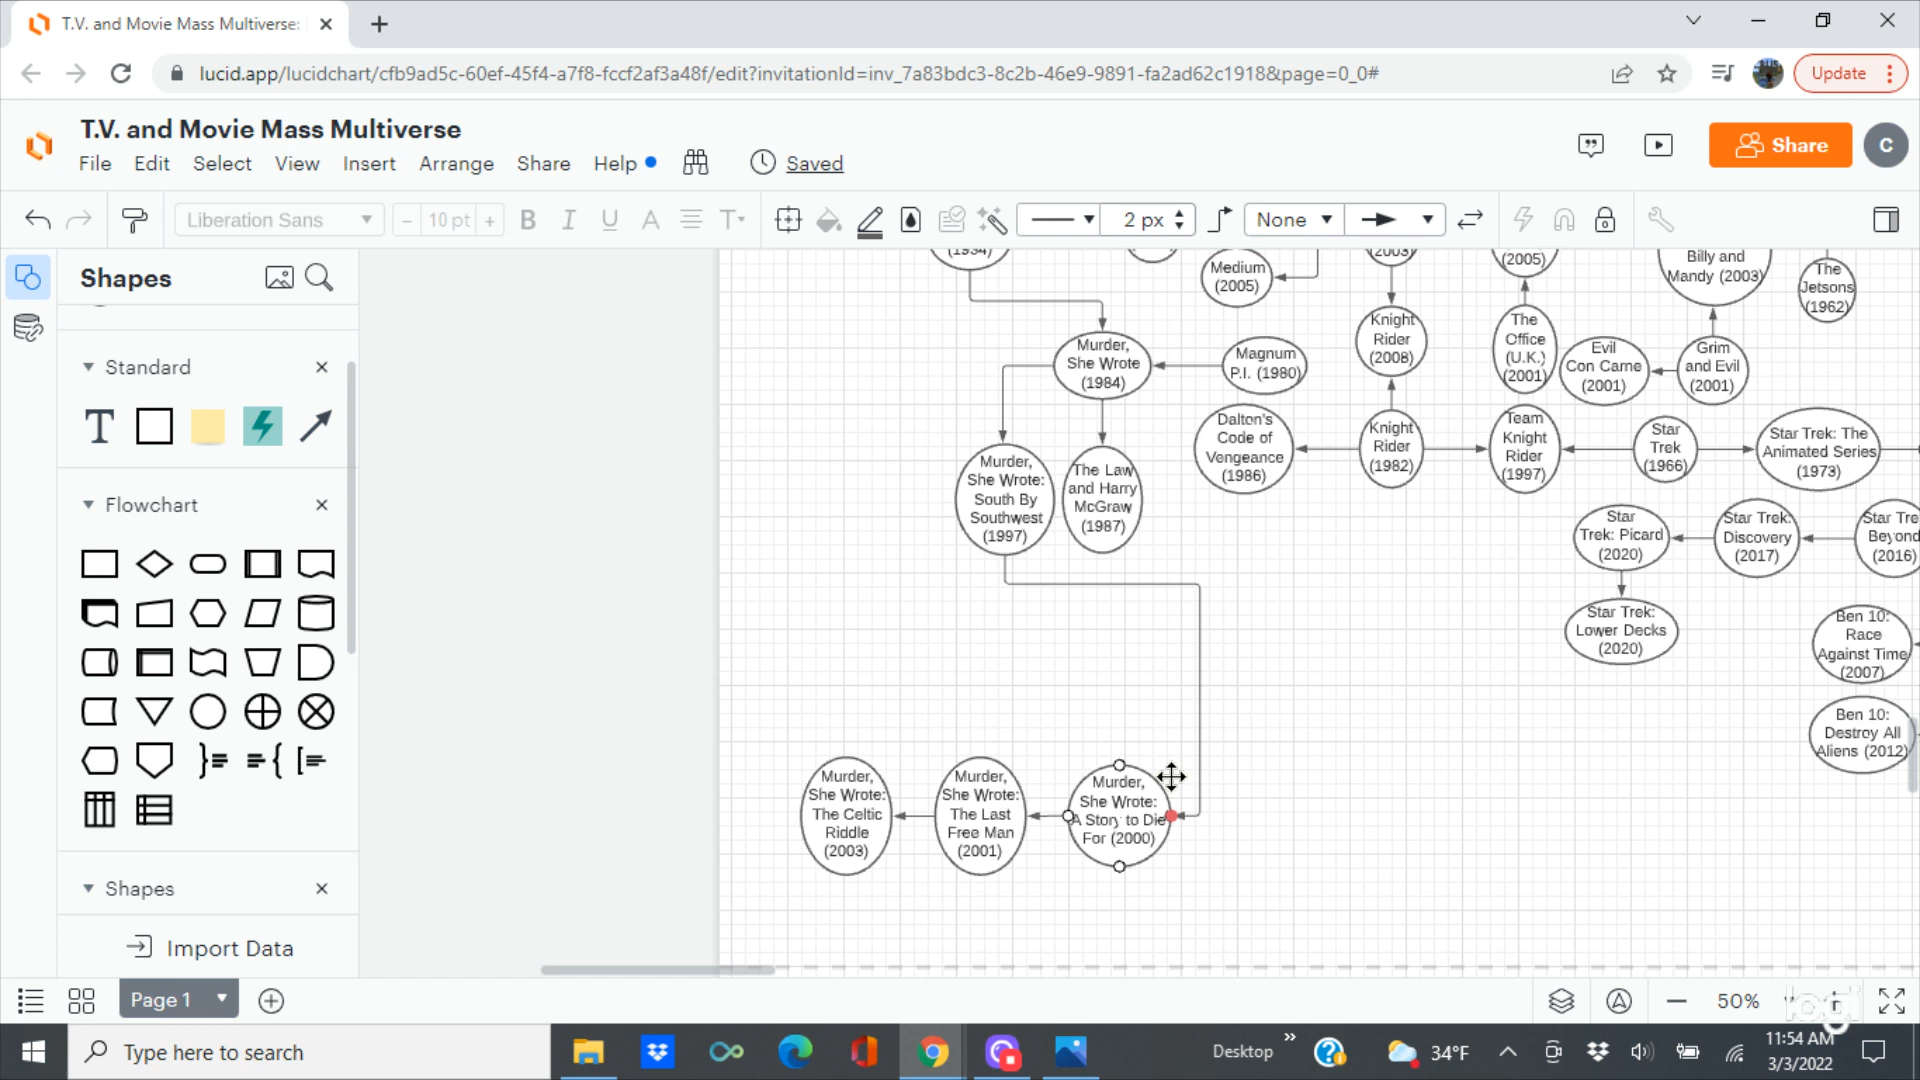 T.V. and Movie Mass Multiverse:
lucid.app/lucidchart/cfb9ad5c-60ef-45f4-a7f8-fccf2af3a48f/edit?invitationId=inv_7a83bdc3-8c2b-46e9-9891-fa2ad62c1918&page=0_0#
Update
T.V. and Movie Mass Multiverse
File Edit Select View Insert Arrange Share Help
Saved
Share
C
Liberation Sans
10 pt
B I U A T
2 px
None
Shapes
Standard
T
Flowchart
Shapes
Import Data
(1934)
Medium
(2005)
(2003)
(2005)
Billy and
Mandy (2003)
The
Jetsons
(1962)
Murder,
She Wrote
(1984)
Magnum
P.I. (1980)
Knight
Rider
(2008)
The
Office
(U.K.)
(2001)
Evil
Con Carne
(2001)
Grim
and Evil
(2001)
Murder,
She Wrote:
South By
Southwest
(1997)
The Law
and Harry
McGraw
(1987)
Dalton's
Code of
Vengeance
(1986)
Knight
Rider
(1982)
Team
Knight
Rider
(1997)
Star
Trek
(1966)
Star Trek: The
Animated Series
(1973)
Star
Trek: Picard
(2020)
Star Trek:
Discovery
(2017)
Star Tre
Beyond
(2016)
Star Trek:
Lower Decks
(2020)
Ben 10:
Race
Against Time
(2007)
Ben 10:
Destroy All
Aliens (2012)
Murder,
She Wrote:
The Celtic
Riddle
(2003)
Murder,
She Wrote:
The Last
Free Man
(2001)
Murder,
She Wrote:
A Story to Die
For (2000)
Page 1
50%
logi
Type here to search
Desktop
34°F
11:54 AM
3/3/2022